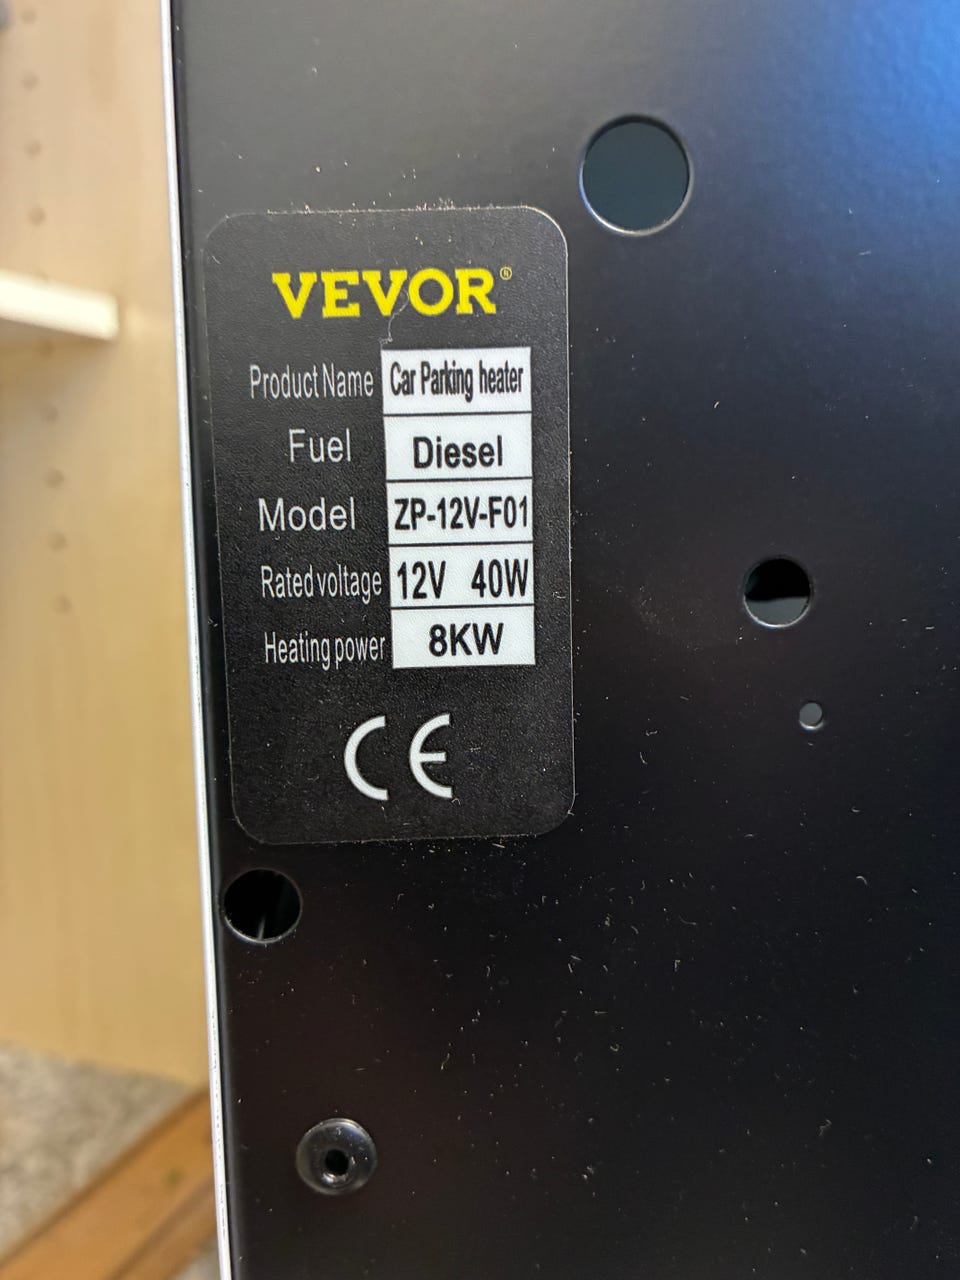 VEVOR®
Product Name Car Parking heater
Fuel Diesel
Model ZP-12V-F01
Rated voltage 12V 40W
Heating power 8KW
CE